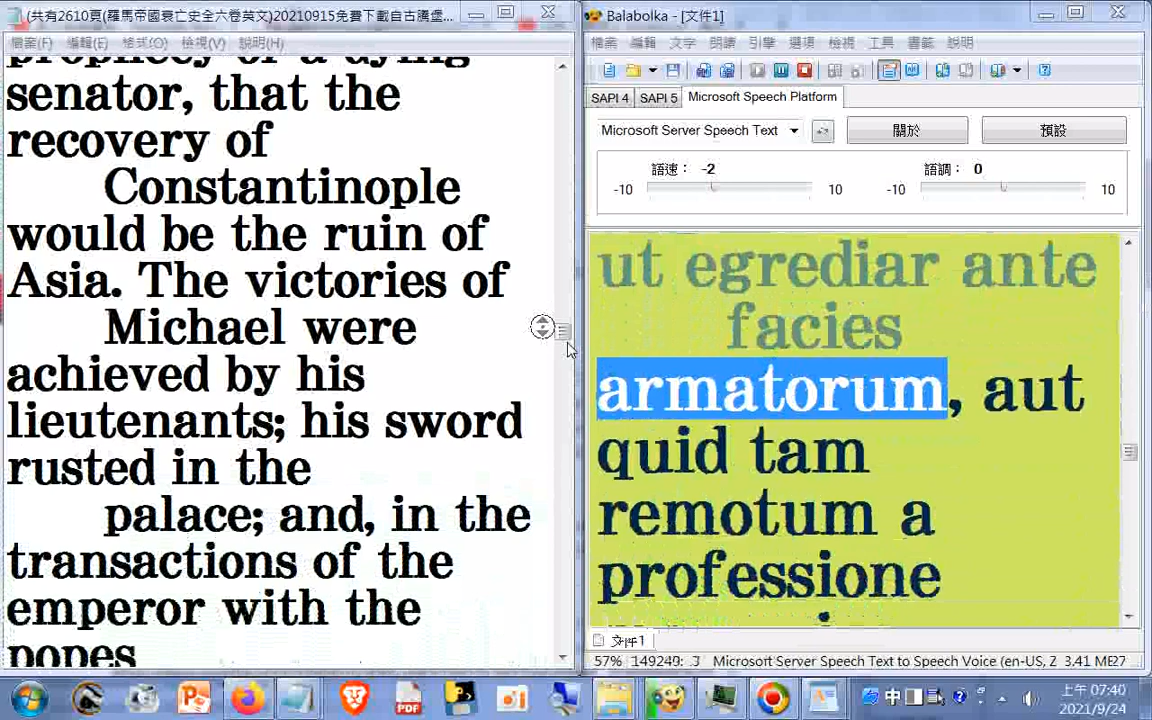 (共有2610頁(羅馬帝國衰亡史全六卷英文)20210915免費下載自古騰堡...
檔案(F) 編輯(E) 格式(O) 檢視(V) 說明(H)
prophecy of a dying
senator, that the
recovery of
Constantinople
would be the ruin of
Asia. The victories of
Michael were
achieved by his
lieutenants; his sword
rusted in the
palace; and, in the
transactions of the
emperor with the
popes
Balabolka - [文件1]
檔案 編輯 文字 朗讀 引擎 選項 檢視 工具 書籤 說明
SAPI 4 SAPI 5 Microsoft Speech Platform
Microsoft Server Speech Text 關於 預設
語速： -2 語調： 0
-10 10 -10 10
ut egrediar ante
facies
armatorum, aut
quid tam
remotum a
professione
文件1
57% 149249: .3 Microsoft Server Speech Text to Speech Voice (en-US, Z 3,41 ME27
PDF 中 上午 07:40
2021/9/24